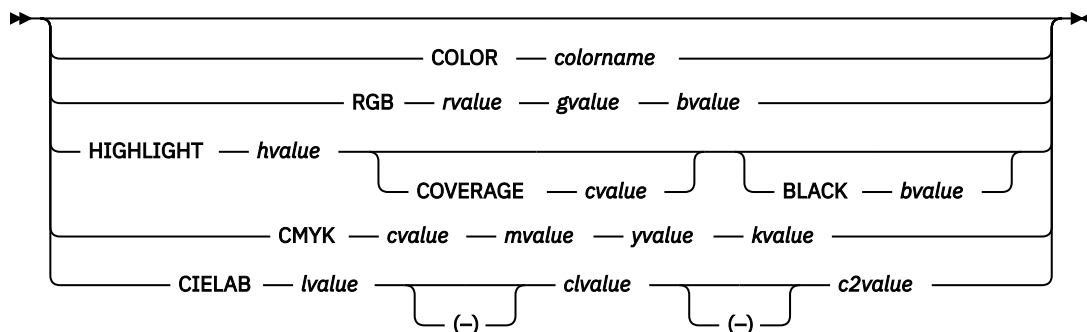 COLOR colorname
RGB rvalue gvalue bvalue
HIGHLIGHT hvalue
COVERAGE cvalue BLACK bvalue
CMYK cvalue mvalue yvalue kvalue
CIELAB lvalue clvalue c2value
(–) (–)